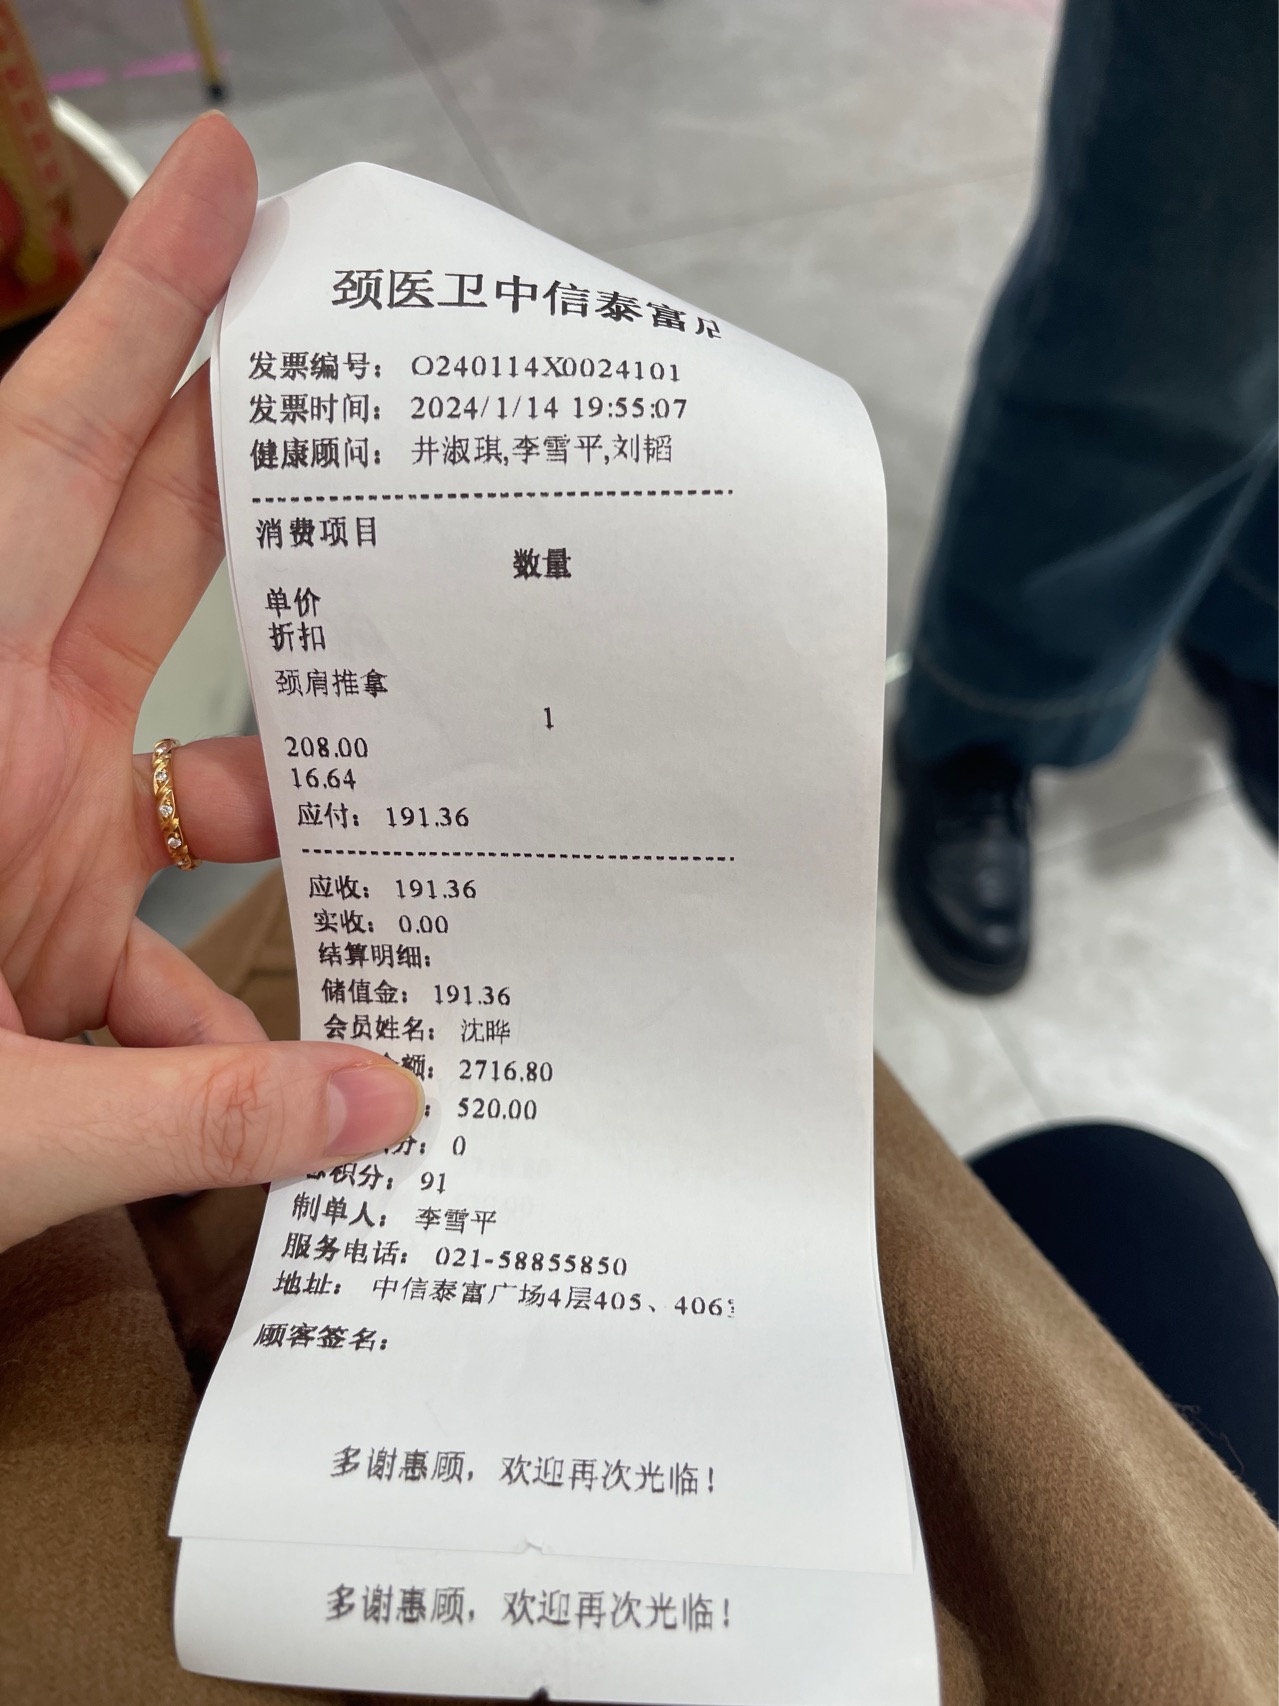 颈医卫中信泰富
发票编号： O240114X0024101
发票时间： 2024/1/14 19:55:07
健康顾问： 井淑琪,李雪平,刘韬
消费项目
数量
单价
折扣
颈肩推拿
1
208.00
16.64
应付： 191.36
应收： 191.36
实收： 0.00
结算明细:
储值金： 191.36
会员姓名： 沈晔
额： 2716.80
： 520.00
分： 0
积分： 91
制单人： 李雪平
服务电话： 021-58855850
地址： 中信泰富广场4层405、406
顾客签名：
多谢惠顾，欢迎再次光临！
多谢惠顾，欢迎再次光临！